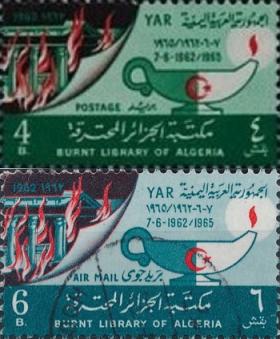 1962 ١٩٦٢
YAR الجمهورية العربية اليمنية
١٩٦٥/١٩٦٢-٦-٧
7-6-1962/1965
POSTAGE بريد
4 B.
مكتبة الجزائر المحترقة
BURNT LIBRARY OF ALGERIA
٤ بقش
1962 ١٩٦٢
YAR الجمهورية العربية اليمنية
١٩٦٥/١٩٦٢-٦-٧
7-6-1962/1965
AIR MAIL بريد جوي
6 B.
مكتبة الجزائر المحترقة
BURNT LIBRARY OF ALGERIA
٦ بقش